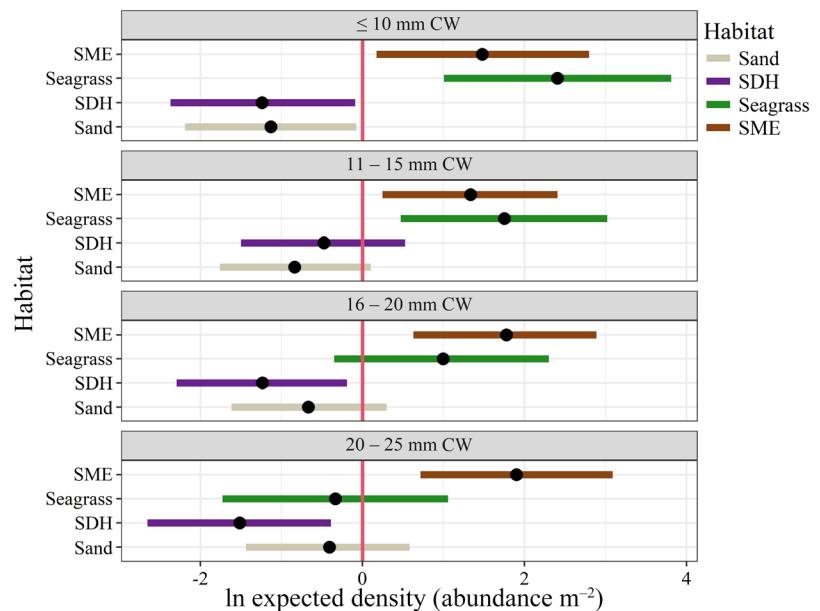 ≤ 10 mm CW
SME
Seagrass
SDH
Sand
11 – 15 mm CW
SME
Seagrass
SDH
Sand
16 – 20 mm CW
SME
Seagrass
SDH
Sand
20 – 25 mm CW
SME
Seagrass
SDH
Sand
-2
0
2
4
ln expected density (abundance m⁻²)
Habitat
Habitat
Sand
SDH
Seagrass
SME